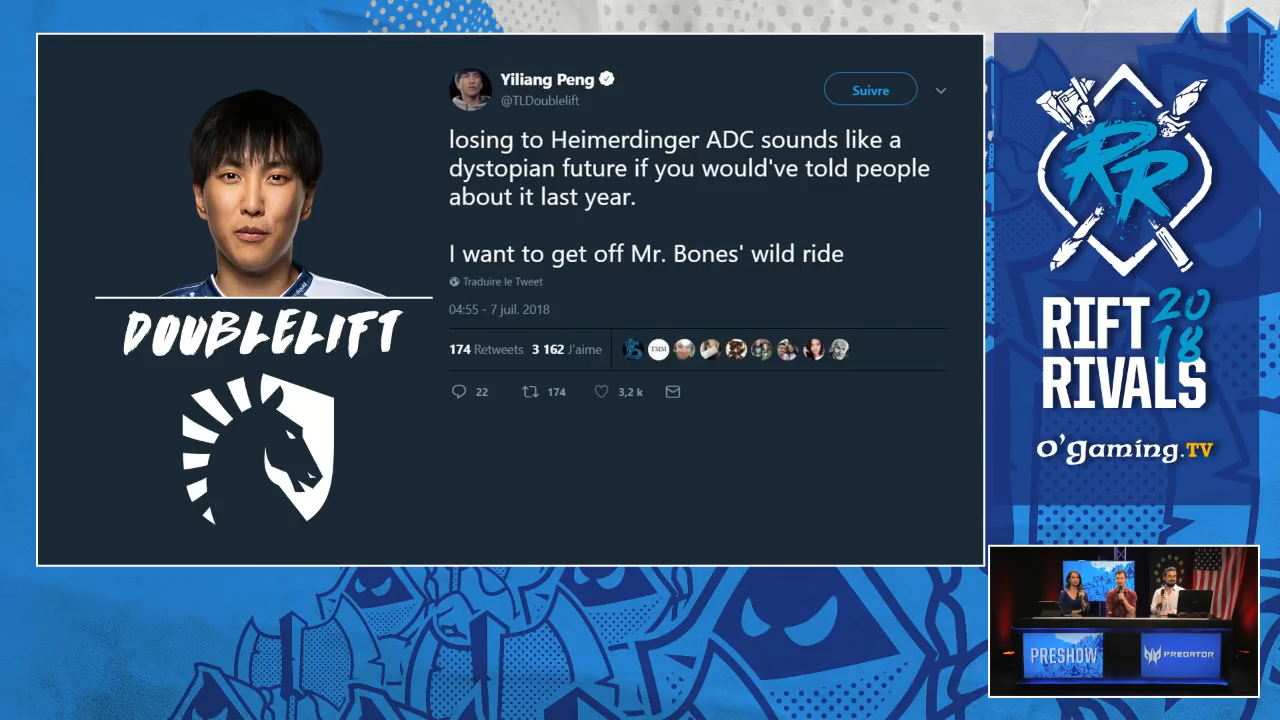 Yiliang Peng
@TLDoublelift
Suivre
losing to Heimerdinger ADC sounds like a
dystopian future if you would've told people
about it last year.
I want to get off Mr. Bones' wild ride
Traduire le Tweet
04:55 - 7 juil. 2018
174 Retweets 3 162 J'aime
TMM
22 174 3,2 k
DOUBLELIFT
RR
RIFT 2018
RIVALS
O'Gaming.TV
PRESHOW
PREDATOR